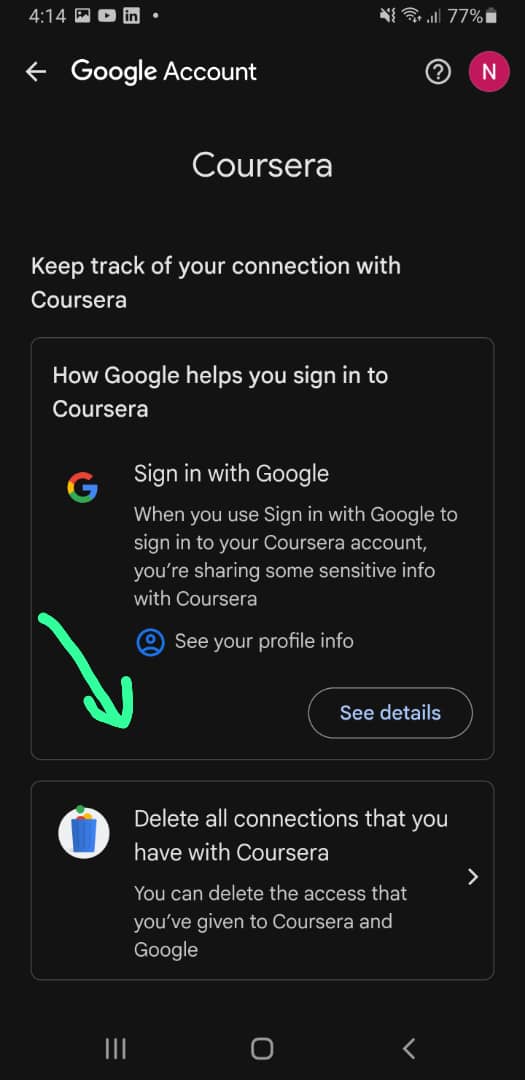 4:14
77%
Google Account
N
Coursera
Keep track of your connection with
Coursera
How Google helps you sign in to
Coursera
Sign in with Google
When you use Sign in with Google to
sign in to your Coursera account,
you’re sharing some sensitive info
with Coursera
See your profile info
See details
Delete all connections that you
have with Coursera
You can delete the access that
you’ve given to Coursera and
Google